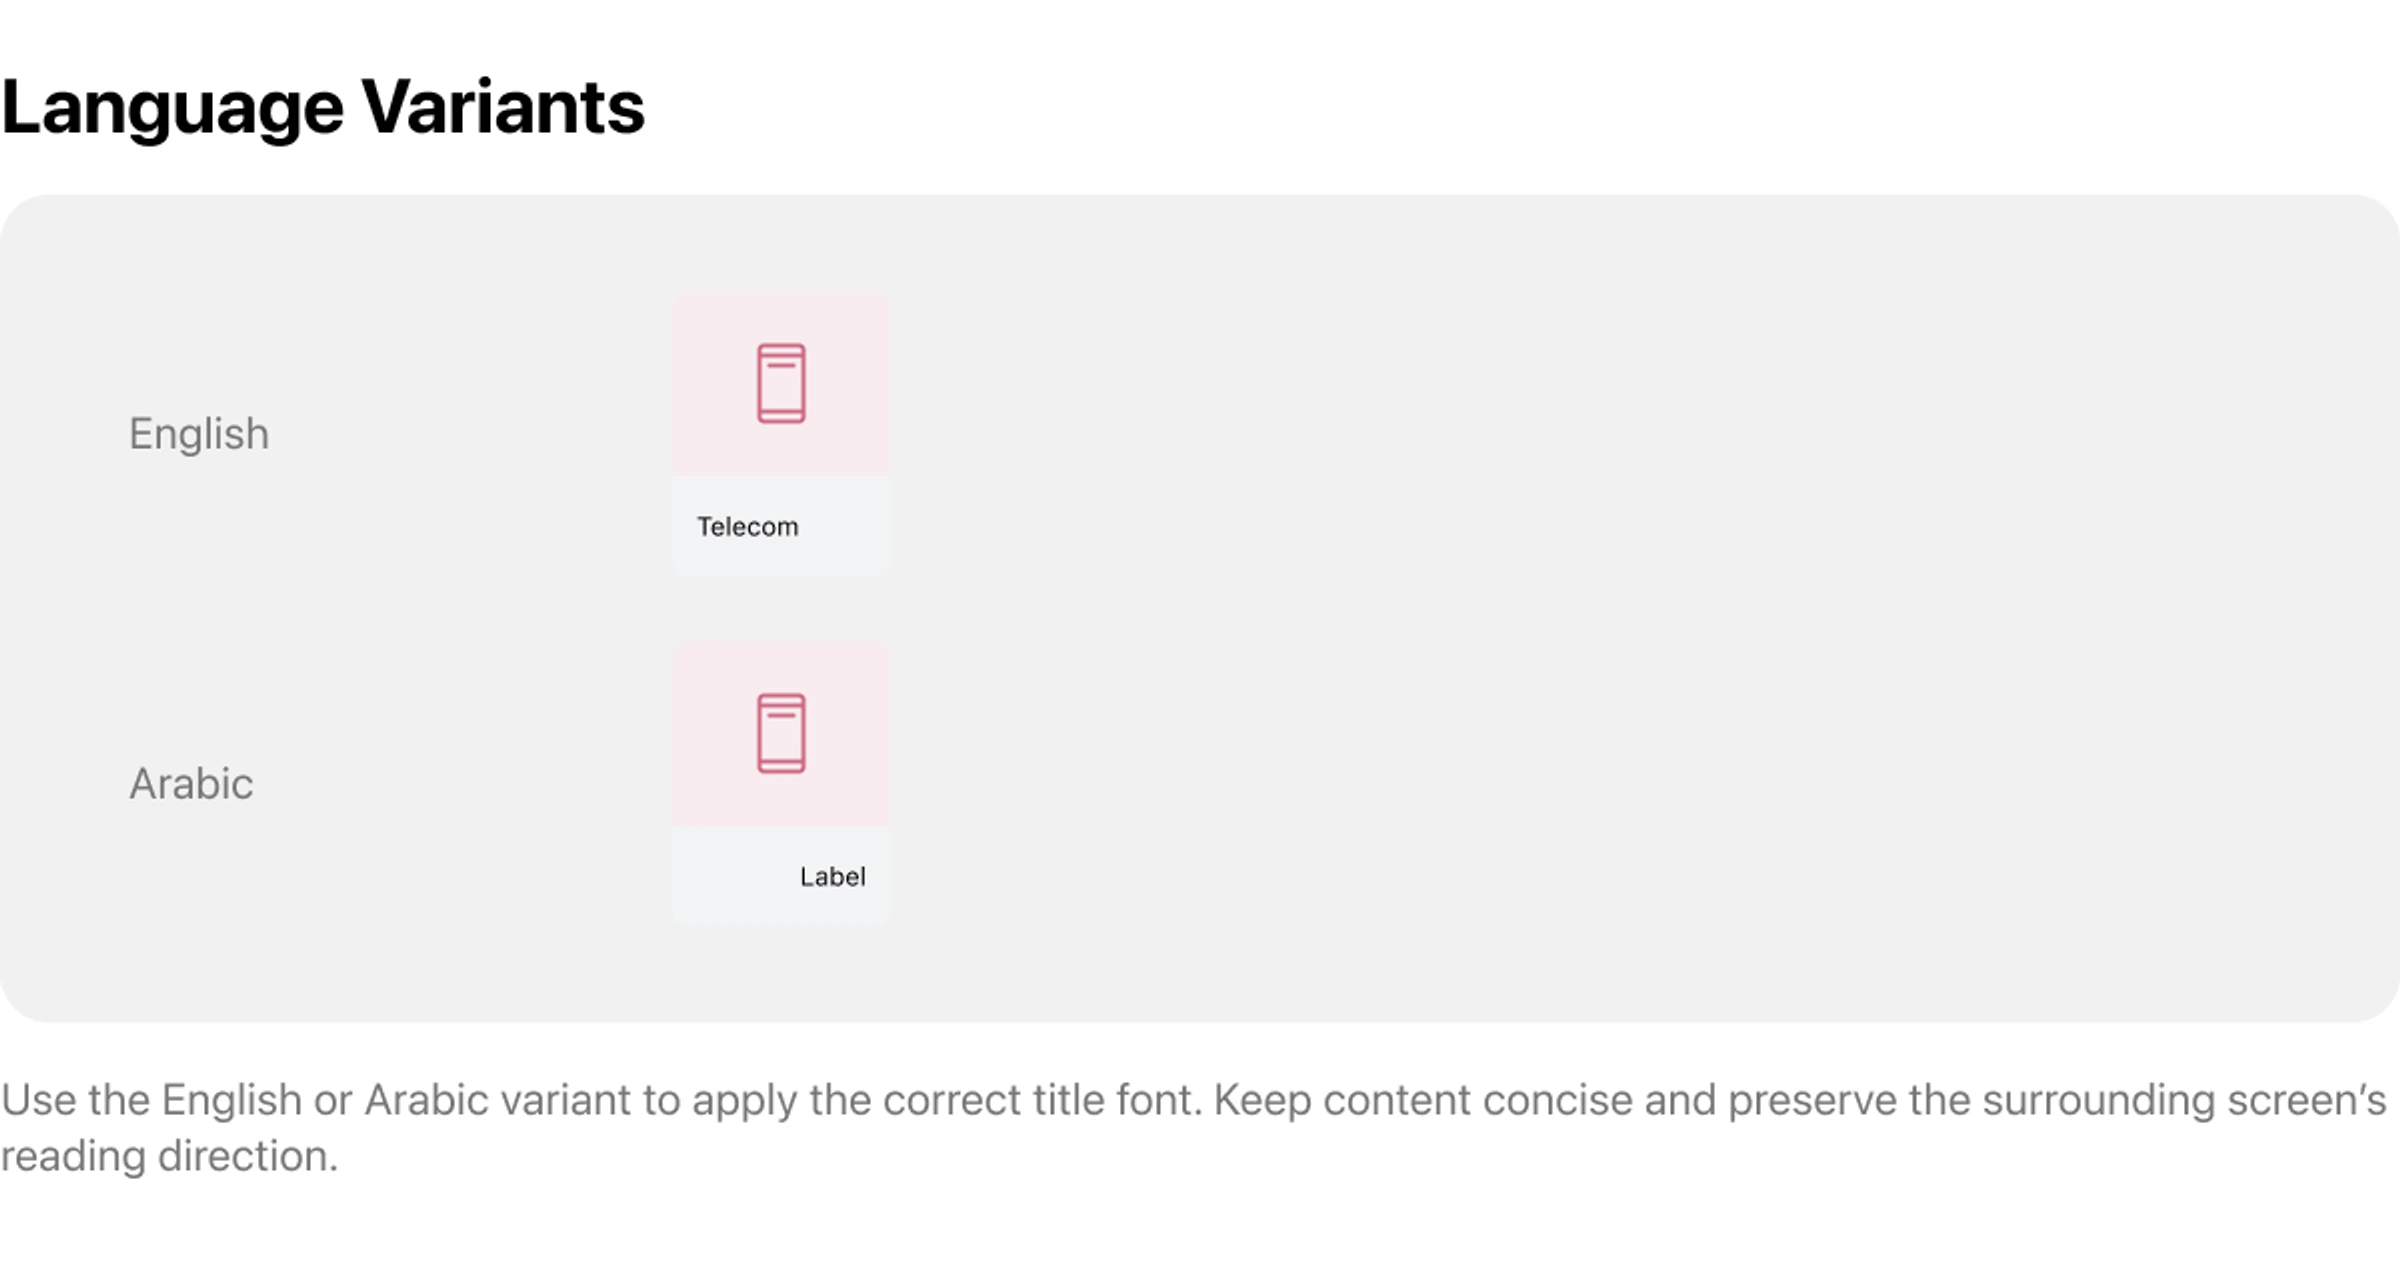 Language Variants
English
Telecom
Arabic
Label
Use the English or Arabic variant to apply the correct title font. Keep content concise and preserve the surrounding screen’s
reading direction.